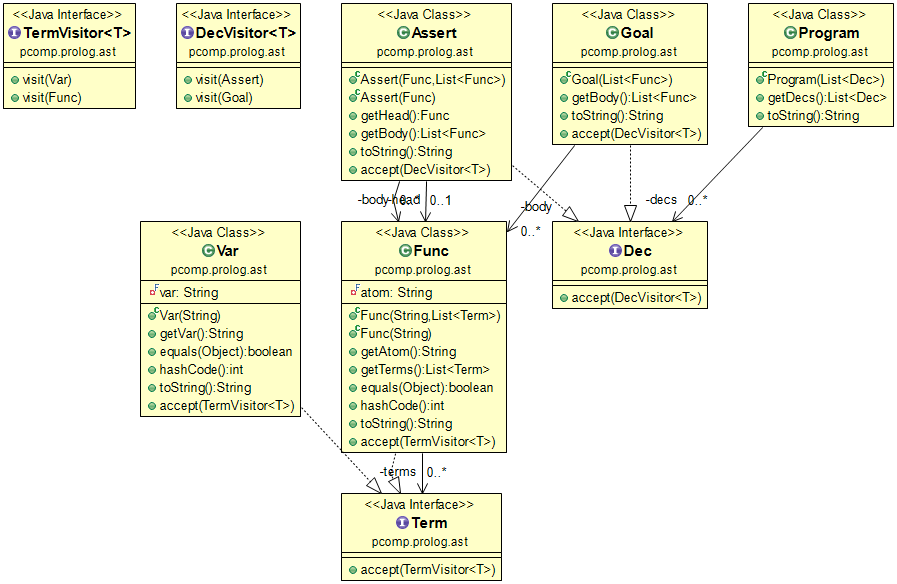 <<Java Interface>>
TermVisitor<T>
pcomp.prolog.ast
visit(Var)
visit(Func)
<<Java Interface>>
DecVisitor<T>
pcomp.prolog.ast
visit(Assert)
visit(Goal)
<<Java Class>>
Assert
pcomp.prolog.ast
Assert(Func,List<Func>)
Assert(Func)
getHead():Func
getBody():List<Func>
toString():String
accept(DecVisitor<T>)
<<Java Class>>
Goal
pcomp.prolog.ast
Goal(List<Func>)
getBody():List<Func>
toString():String
accept(DecVisitor<T>)
<<Java Class>>
Program
pcomp.prolog.ast
Program(List<Dec>)
getDecs():List<Dec>
toString():String
-body
-head
0..*
0..1
-body
0..*
-decs
0..*
<<Java Class>>
Var
pcomp.prolog.ast
var: String
Var(String)
getVar():String
equals(Object):boolean
hashCode():int
toString():String
accept(TermVisitor<T>)
<<Java Class>>
Func
pcomp.prolog.ast
atom: String
Func(String,List<Term>)
Func(String)
getAtom():String
getTerms():List<Term>
equals(Object):boolean
hashCode():int
toString():String
accept(TermVisitor<T>)
<<Java Interface>>
Dec
pcomp.prolog.ast
accept(DecVisitor<T>)
-terms
0..*
<<Java Interface>>
Term
pcomp.prolog.ast
accept(TermVisitor<T>)